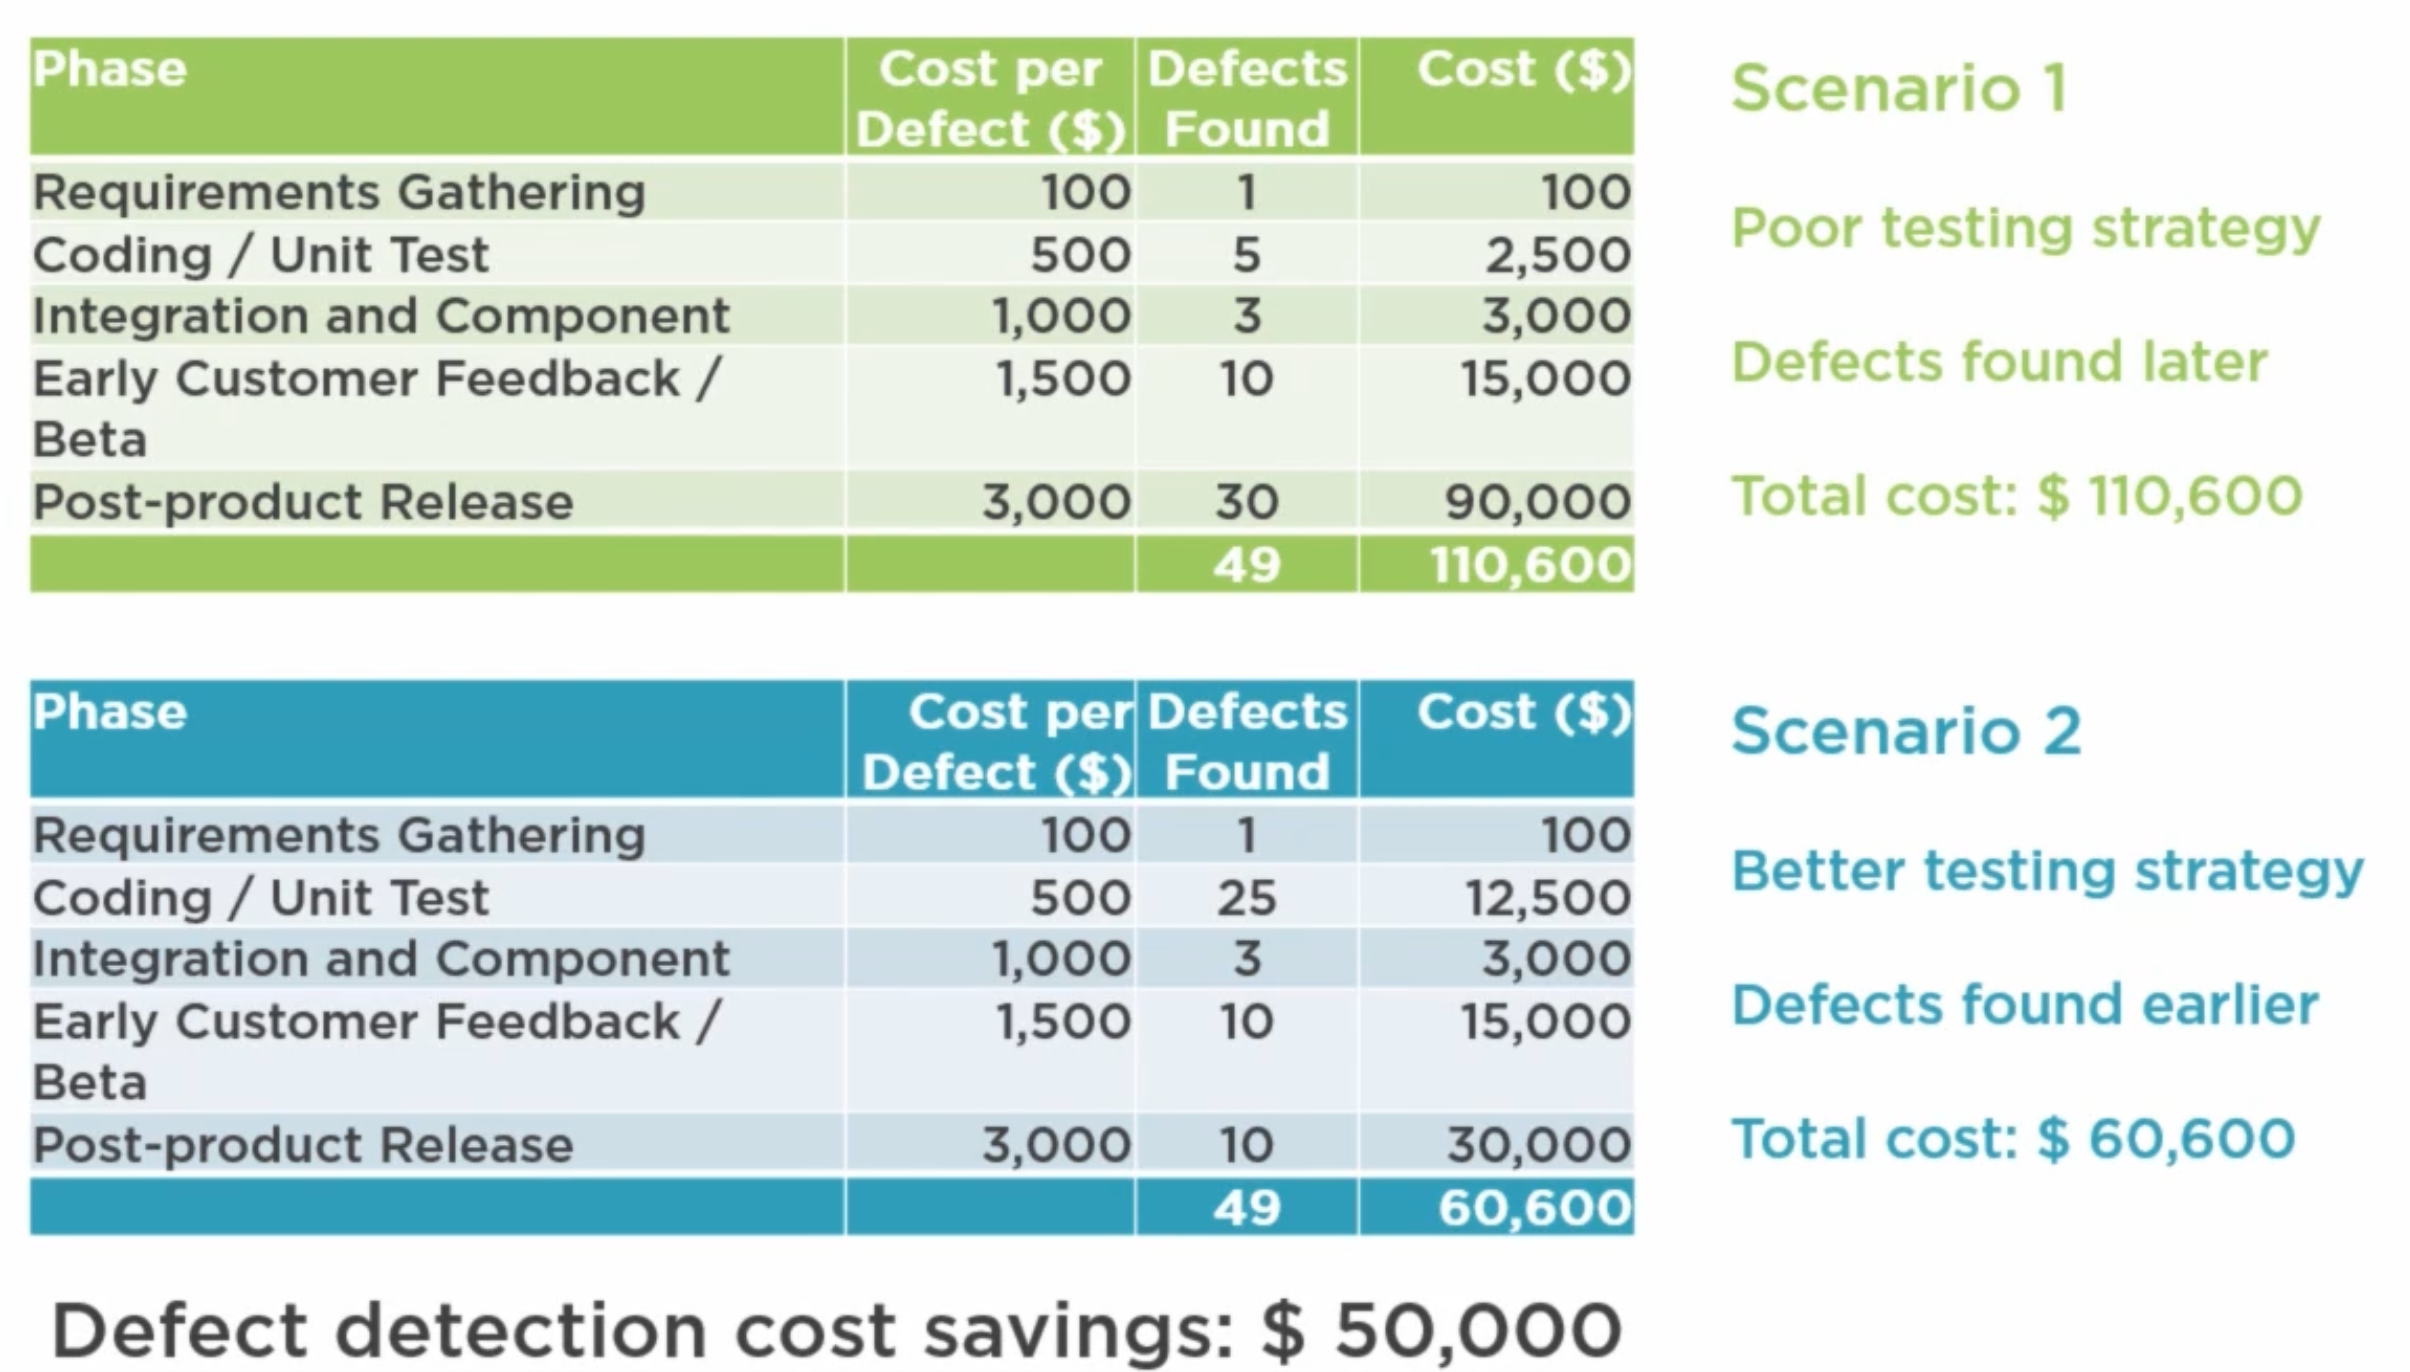 Phase Cost per Defect ($) Defects Found Cost ($)
Requirements Gathering 100 1 100
Coding / Unit Test 500 5 2,500
Integration and Component 1,000 3 3,000
Early Customer Feedback / 1,500 10 15,000
Beta
Post-product Release 3,000 30 90,000
49 110,600
Scenario 1
Poor testing strategy
Defects found later
Total cost: $ 110,600
Phase Cost per Defect ($) Defects Found Cost ($)
Requirements Gathering 100 1 100
Coding / Unit Test 500 25 12,500
Integration and Component 1,000 3 3,000
Early Customer Feedback / 1,500 10 15,000
Beta
Post-product Release 3,000 10 30,000
49 60,600
Scenario 2
Better testing strategy
Defects found earlier
Total cost: $ 60,600
Defect detection cost savings: $ 50,000